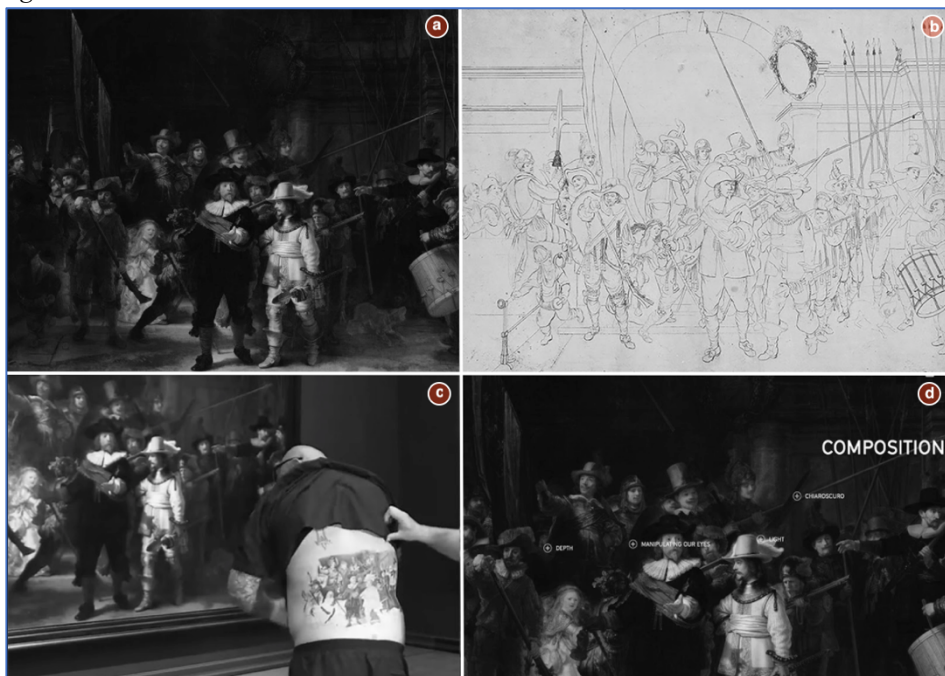 a
b
c
d
COMPOSITION
CHIAROSCURO
DEPTH
MANIPULATING OUR EYES
LIGHT